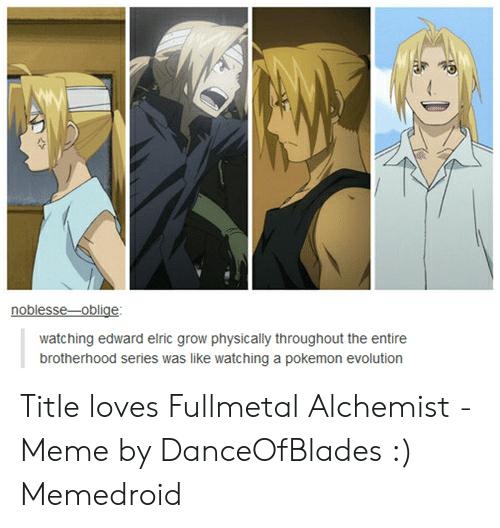 noblesse—oblige:
watching edward elric grow physically throughout the entire
brotherhood series was like watching a pokemon evolution
Title loves Fullmetal Alchemist -
Meme by DanceOfBlades :)
Memedroid